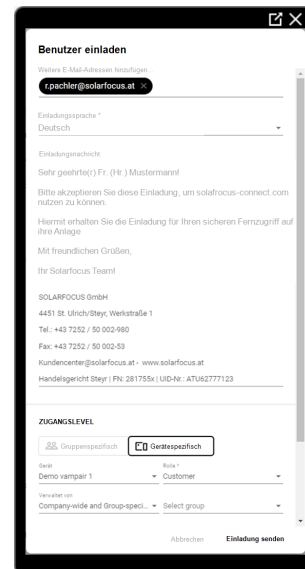 Benutzer einladen
Weitere E-Mail-Adressen hinzufügen
r.pachler@solarfocus.at ×
Einladungssprache *
Deutsch
Einladungsnachricht
Sehr geehrte(r) Fr. (Hr.) Mustermann!
Bitte akzeptieren Sie diese Einladung, um solafrocus-connect.com
nutzen zu können.
Hiermit erhalten Sie die Einladung für Ihren sicheren Fernzugriff auf
ihre Anlage
Mit freundlichen Grüßen,
Ihr Solarfocus Team!
SOLARFOCUS GmbH
4451 St. Ulrich/Steyr, Werkstraße 1
Tel.: +43 7252 / 50 002-980
Fax: +43 7252 / 50 002-53
Kundencenter@solarfocus.at - www.solarfocus.at
Handelsgericht Steyr | FN: 281755x | UID-Nr.: ATU62777123
ZUGANGSLEVEL
Gruppenspezifisch Gerätespezifisch
Gerät Rolle *
Demo vampair 1 Customer
Verwaltet von
Company-wide and Group-speci... Select group
Abbrechen Einladung senden